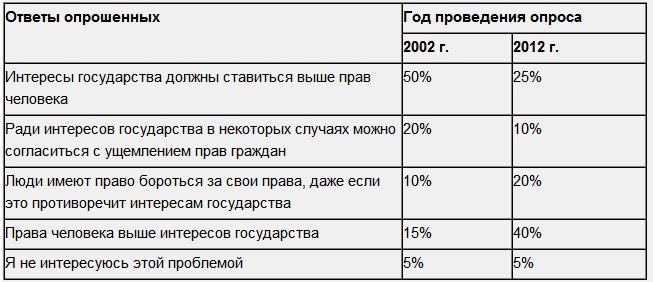 Ответы опрошенных Год проведения опроса
2002 г. 2012 г.
Интересы государства должны ставиться выше прав 50% 25%
человека
Ради интересов государства в некоторых случаях можно 20% 10%
согласиться с ущемлением прав граждан
Люди имеют право бороться за свои права, даже если 10% 20%
это противоречит интересам государства
Права человека выше интересов государства 15% 40%
Я не интересуюсь этой проблемой 5% 5%